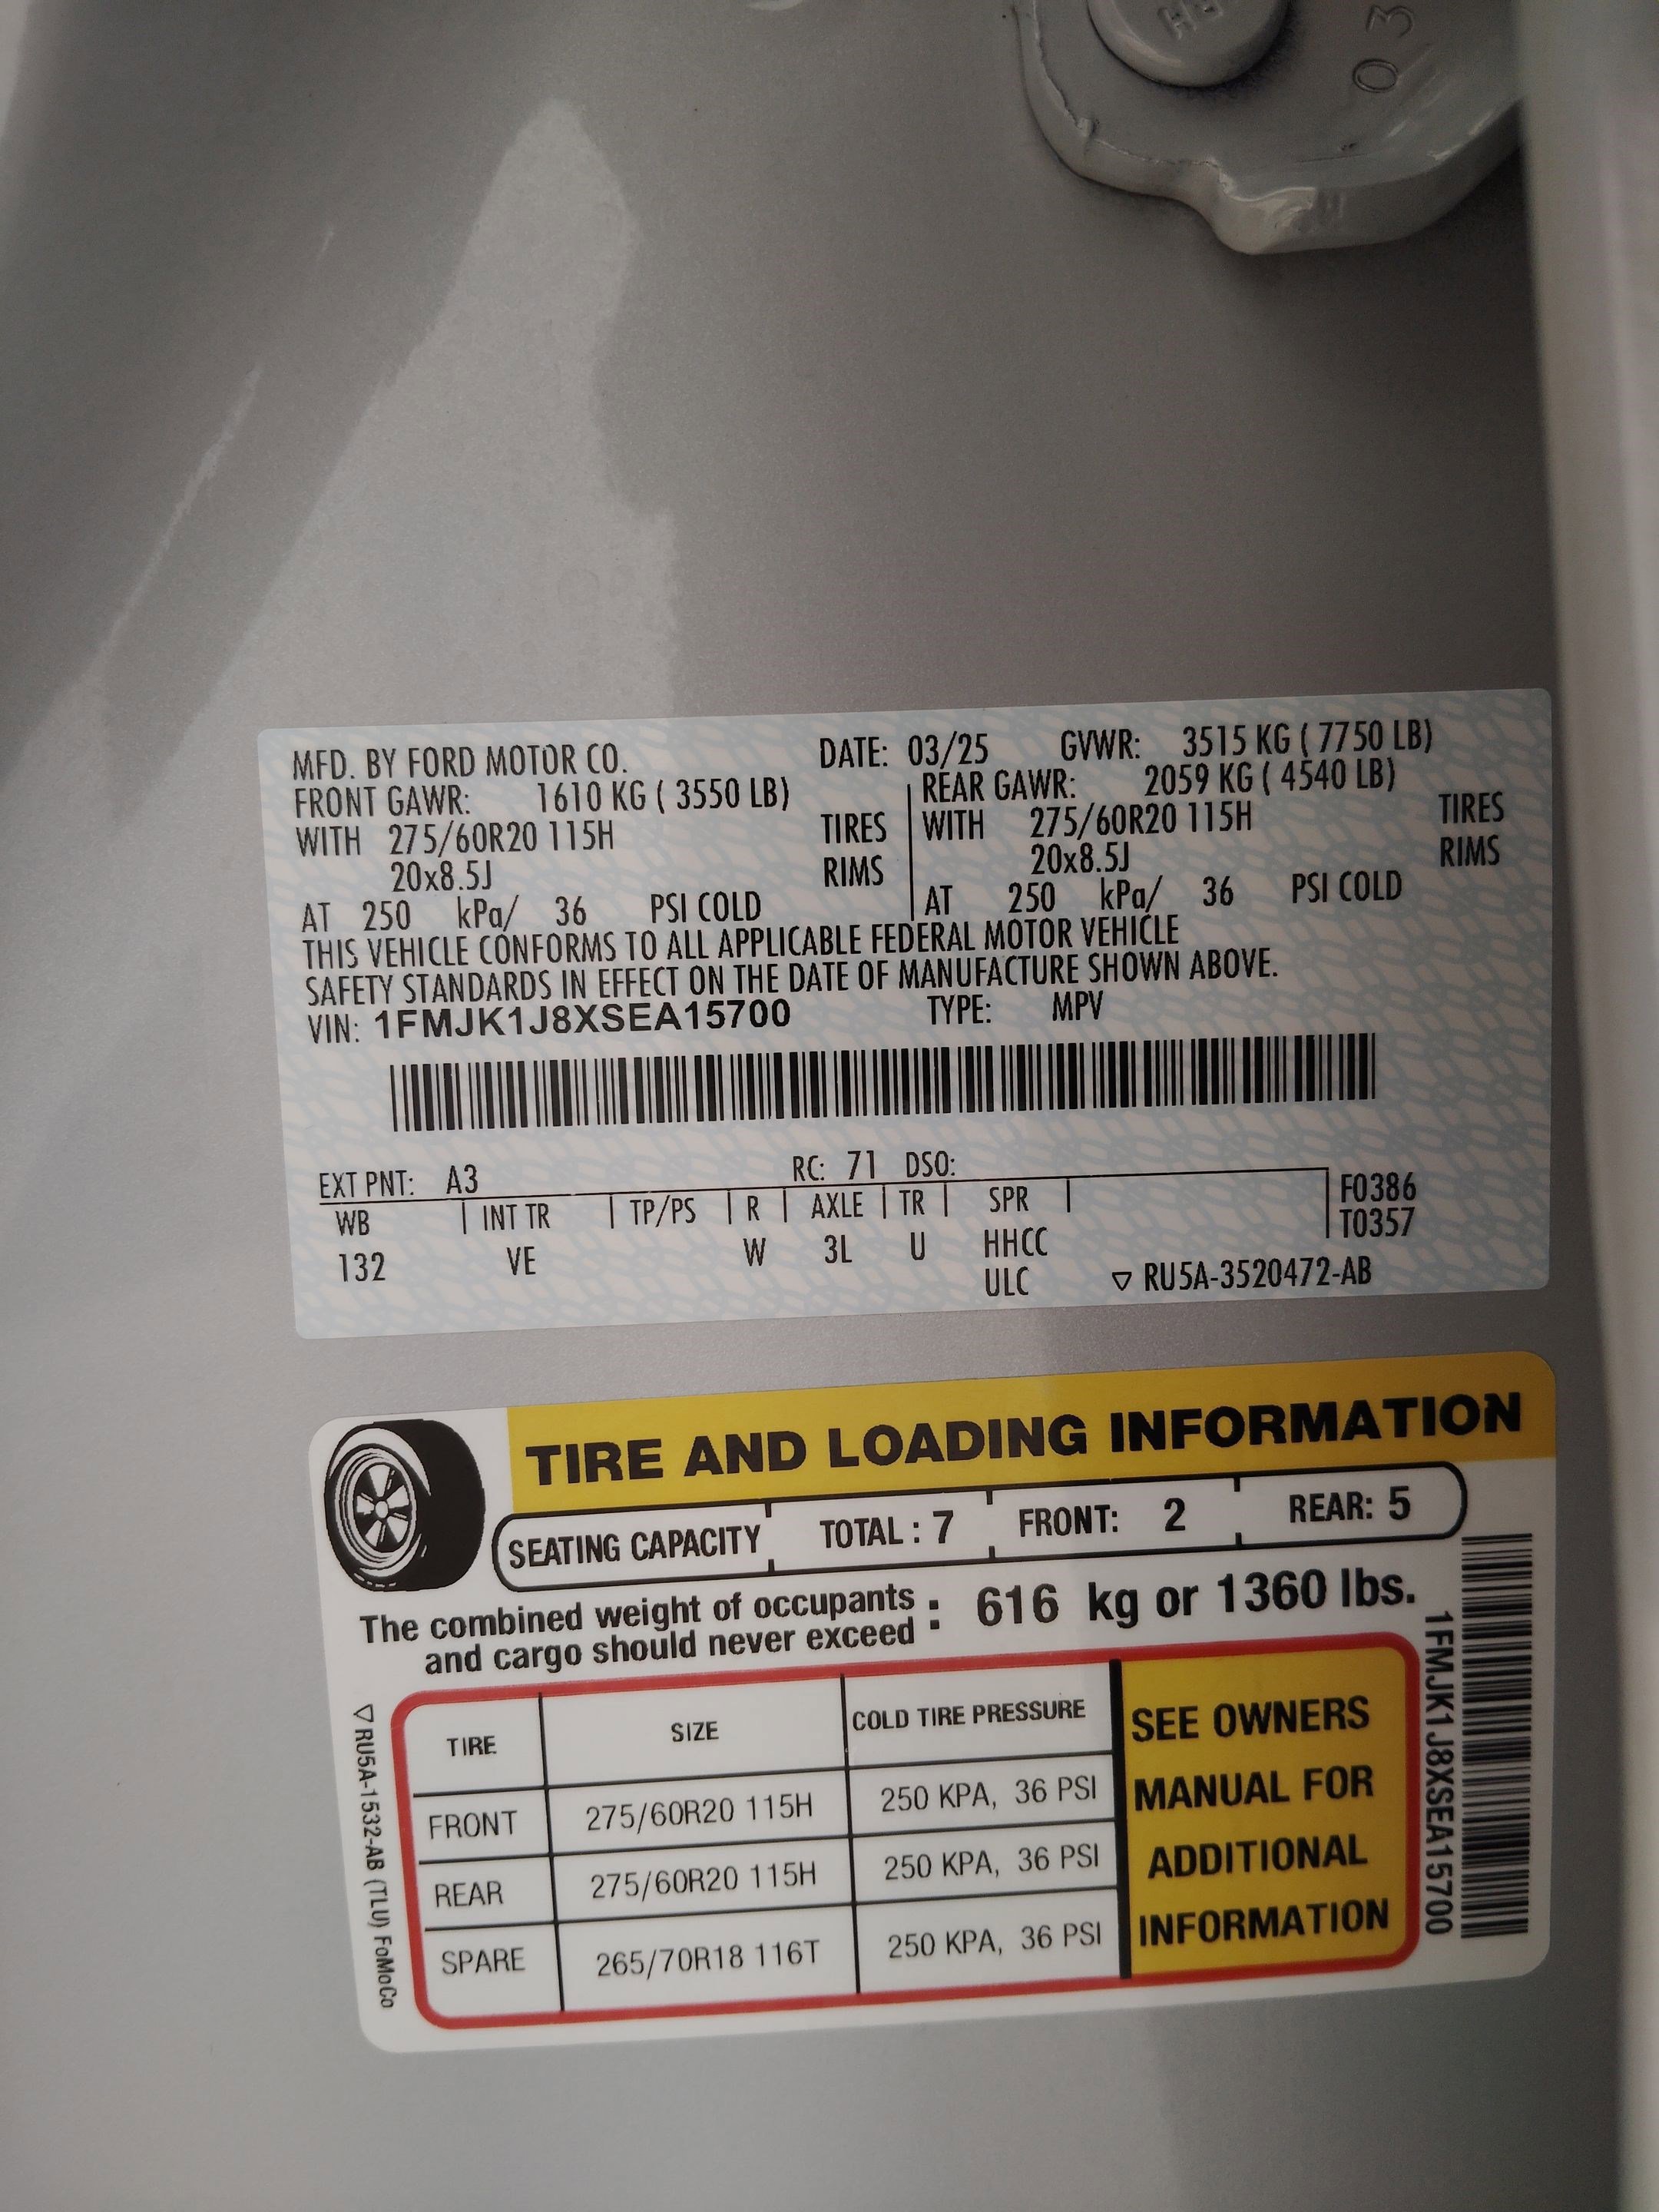 03
MFD. BY FORD MOTOR CO. DATE: 03/25 GVWR: 3515 KG ( 7750 LB)
FRONT GAWR: 1610 KG ( 3550 LB) REAR GAWR: 2059 KG ( 4540 LB)
WITH 275/60R20 115H TIRES WITH 275/60R20 115H TIRES
20x8.5J RIMS 20x8.5J RIMS
AT 250 kPa/ 36 PSI COLD AT 250 kPa/ 36 PSI COLD
THIS VEHICLE CONFORMS TO ALL APPLICABLE FEDERAL MOTOR VEHICLE
SAFETY STANDARDS IN EFFECT ON THE DATE OF MANUFACTURE SHOWN ABOVE.
VIN: 1FMJK1J8XSEA15700 TYPE: MPV
EXT PNT: A3 RC: 71 DSO:
WB INT TR TP/PS R AXLE TR SPR F0386
T0357
132 VE W 3L U HHCC
ULC ▽ RU5A-3520472-AB
TIRE AND LOADING INFORMATION
SEATING CAPACITY TOTAL : 7 FRONT: 2 REAR: 5
The combined weight of occupants
and cargo should never exceed : 616 kg or 1360 lbs.
TIRE SIZE COLD TIRE PRESSURE
FRONT 275/60R20 115H 250 KPA, 36 PSI
REAR 275/60R20 115H 250 KPA, 36 PSI
SPARE 265/70R18 116T 250 KPA, 36 PSI
SEE OWNERS
MANUAL FOR
ADDITIONAL
INFORMATION
1FMJK1J8XSEA15700
▽ RU5A-1532-AB (TLU) FoMoCo